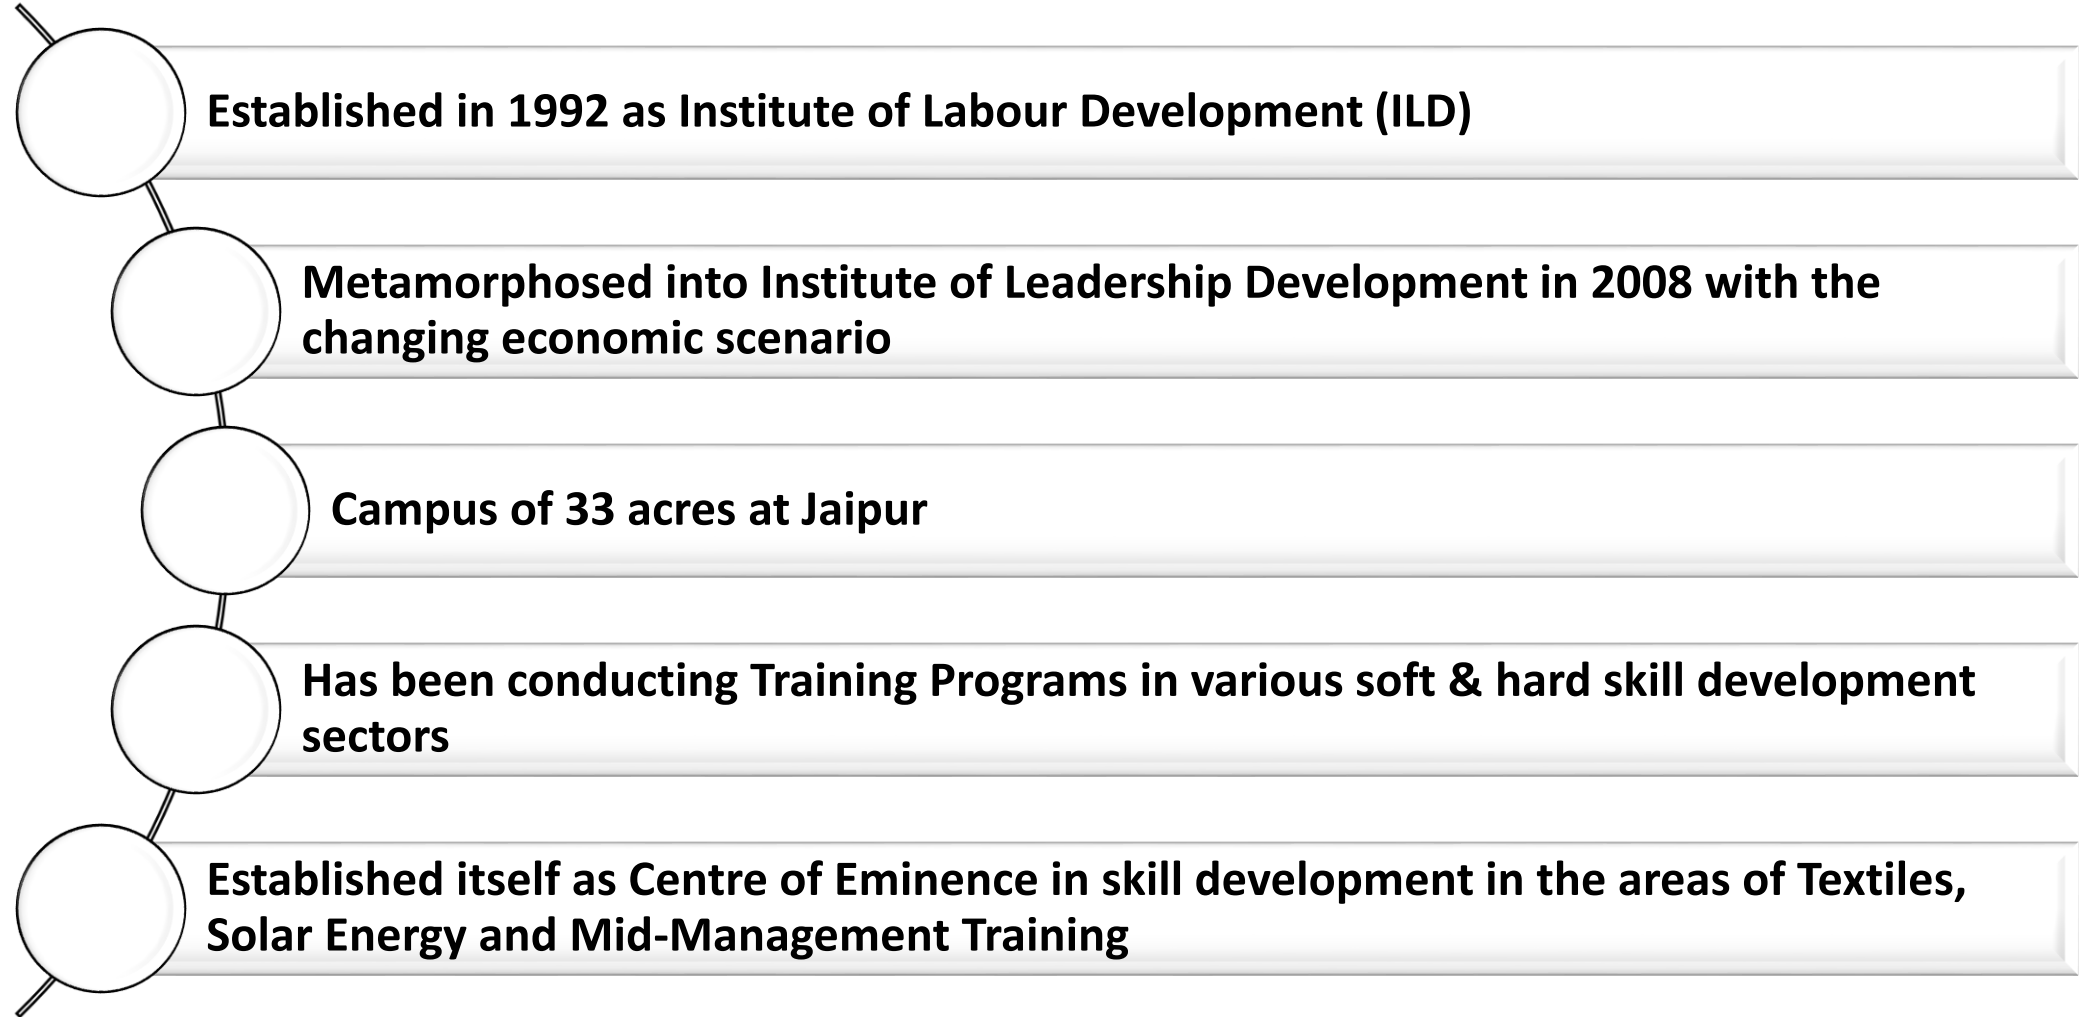 Established in 1992 as Institute of Labour Development (ILD)
Metamorphosed into Institute of Leadership Development in 2008 with the
changing economic scenario
Campus of 33 acres at Jaipur
Has been conducting Training Programs in various soft & hard skill development
sectors
Established itself as Centre of Eminence in skill development in the areas of Textiles,
Solar Energy and Mid-Management Training